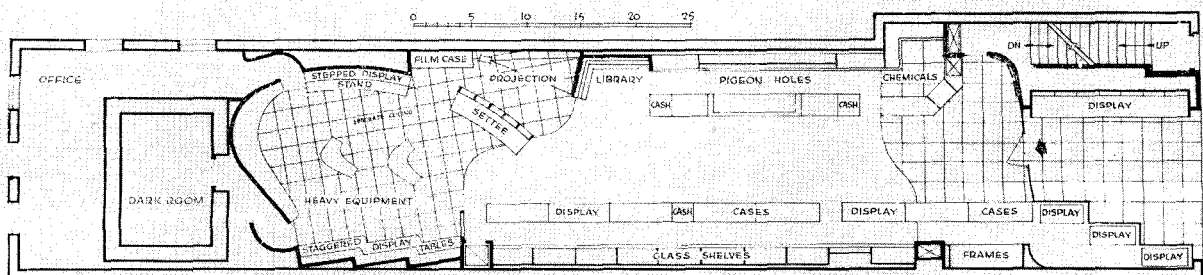 0 5 10 15 20 25
OFFICE
STEPPED DISPLAY
STAND
FILM CASE
PROJECTION
LIBRARY
PIGEON HOLES
CHEMICALS
DN
UP
SETTEE
CASH
CASH
DISPLAY
DARK ROOM
HEAVY EQUIPMENT
DISPLAY
CASH
CASES
DISPLAY
CASES
DISPLAY
DISPLAY
DISPLAY
STAGGERED DISPLAY TABLES
GLASS SHELVES
FRAMES